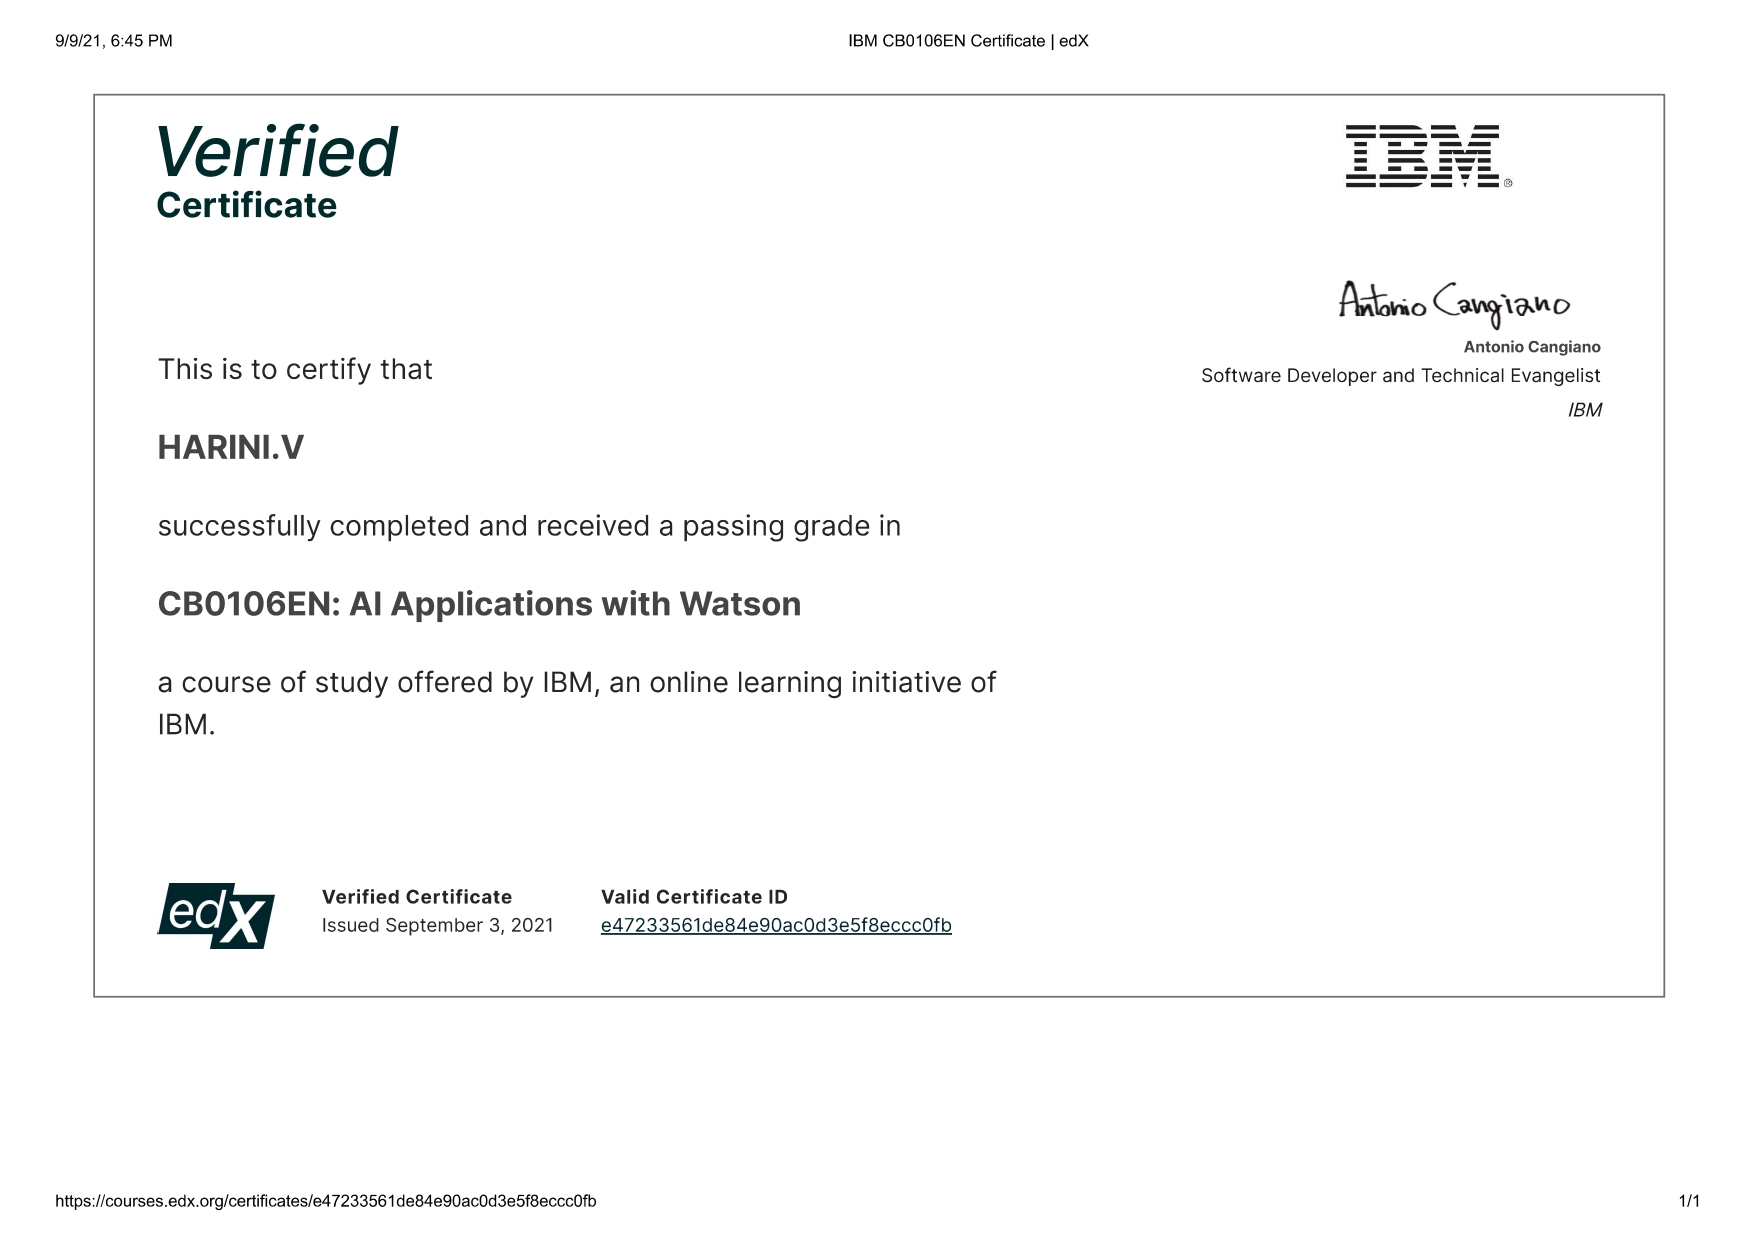 9/9/21, 6:45 PM
IBM CB0106EN Certificate | edX
Verified
Certificate
IBM®
Antonio Cangiano
Antonio Cangiano
Software Developer and Technical Evangelist
IBM
This is to certify that
HARINI.V
successfully completed and received a passing grade in
CB0106EN: AI Applications with Watson
a course of study offered by IBM, an online learning initiative of
IBM.
edX
Verified Certificate
Issued September 3, 2021
Valid Certificate ID
e47233561de84e90ac0d3e5f8eccc0fb
https://courses.edx.org/certificates/e47233561de84e90ac0d3e5f8eccc0fb
1/1